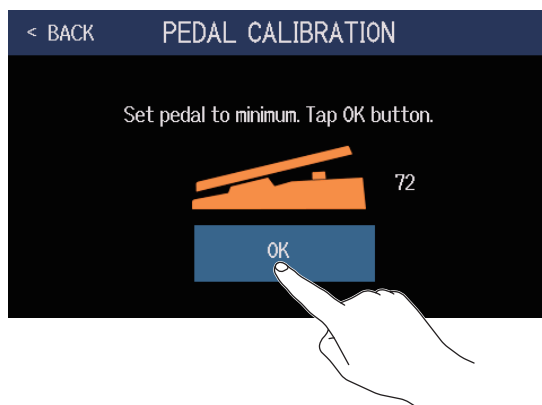 < BACK PEDAL CALIBRATION
Set pedal to minimum. Tap OK button.
72
OK